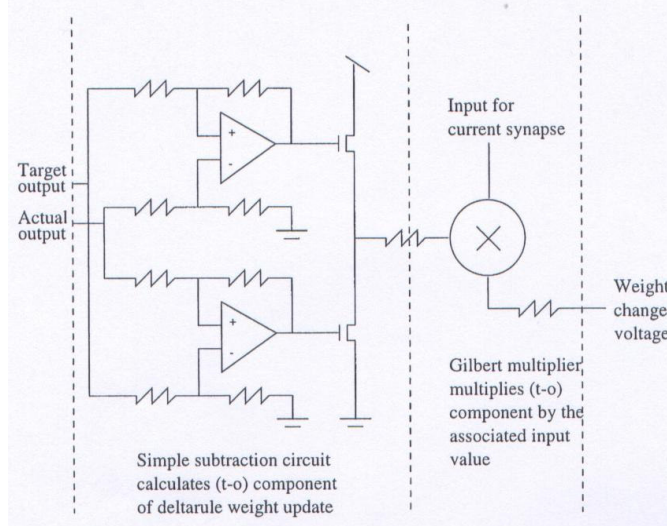 Input for
current synapse
+
-
Target
output
Actual
output
+
-
Weight
change
voltage
Gilbert multiplier
multiplies (t-o)
component by the
associated input
value
Simple subtraction circuit
calculates (t-o) component
of deltarule weight update